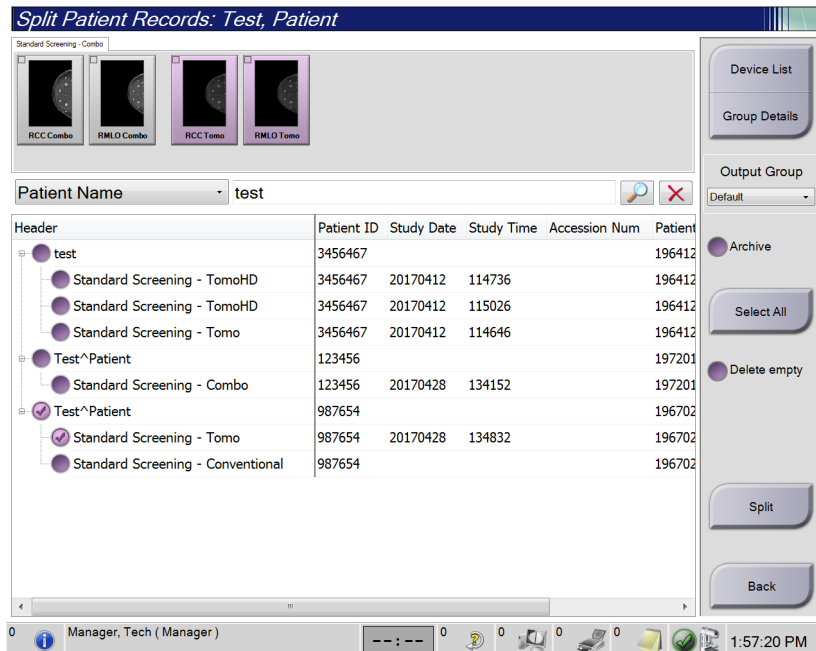 Split Patient Records: Test, Patient
Standard Screening - Combo
RCC Combo RMLO Combo RCC Tomo RMLO Tomo
Device List
Group Details
Output Group
Default
Archive
Select All
Delete empty
Split
Back
Patient Name test
Header Patient ID Study Date Study Time Accession Num Patient
test 3456467 196412
Standard Screening - TomoHD 3456467 20170412 114736 196412
Standard Screening - TomoHD 3456467 20170412 115026 196412
Standard Screening - Tomo 3456467 20170412 114646 196412
Test^Patient 123456 197201
Standard Screening - Combo 123456 20170428 134152 197201
Test^Patient 987654 196702
Standard Screening - Tomo 987654 20170428 134832 196702
Standard Screening - Conventional 987654 196702
0 Manager, Tech ( Manager ) --:-- 0 0 0 0 1:57:20 PM